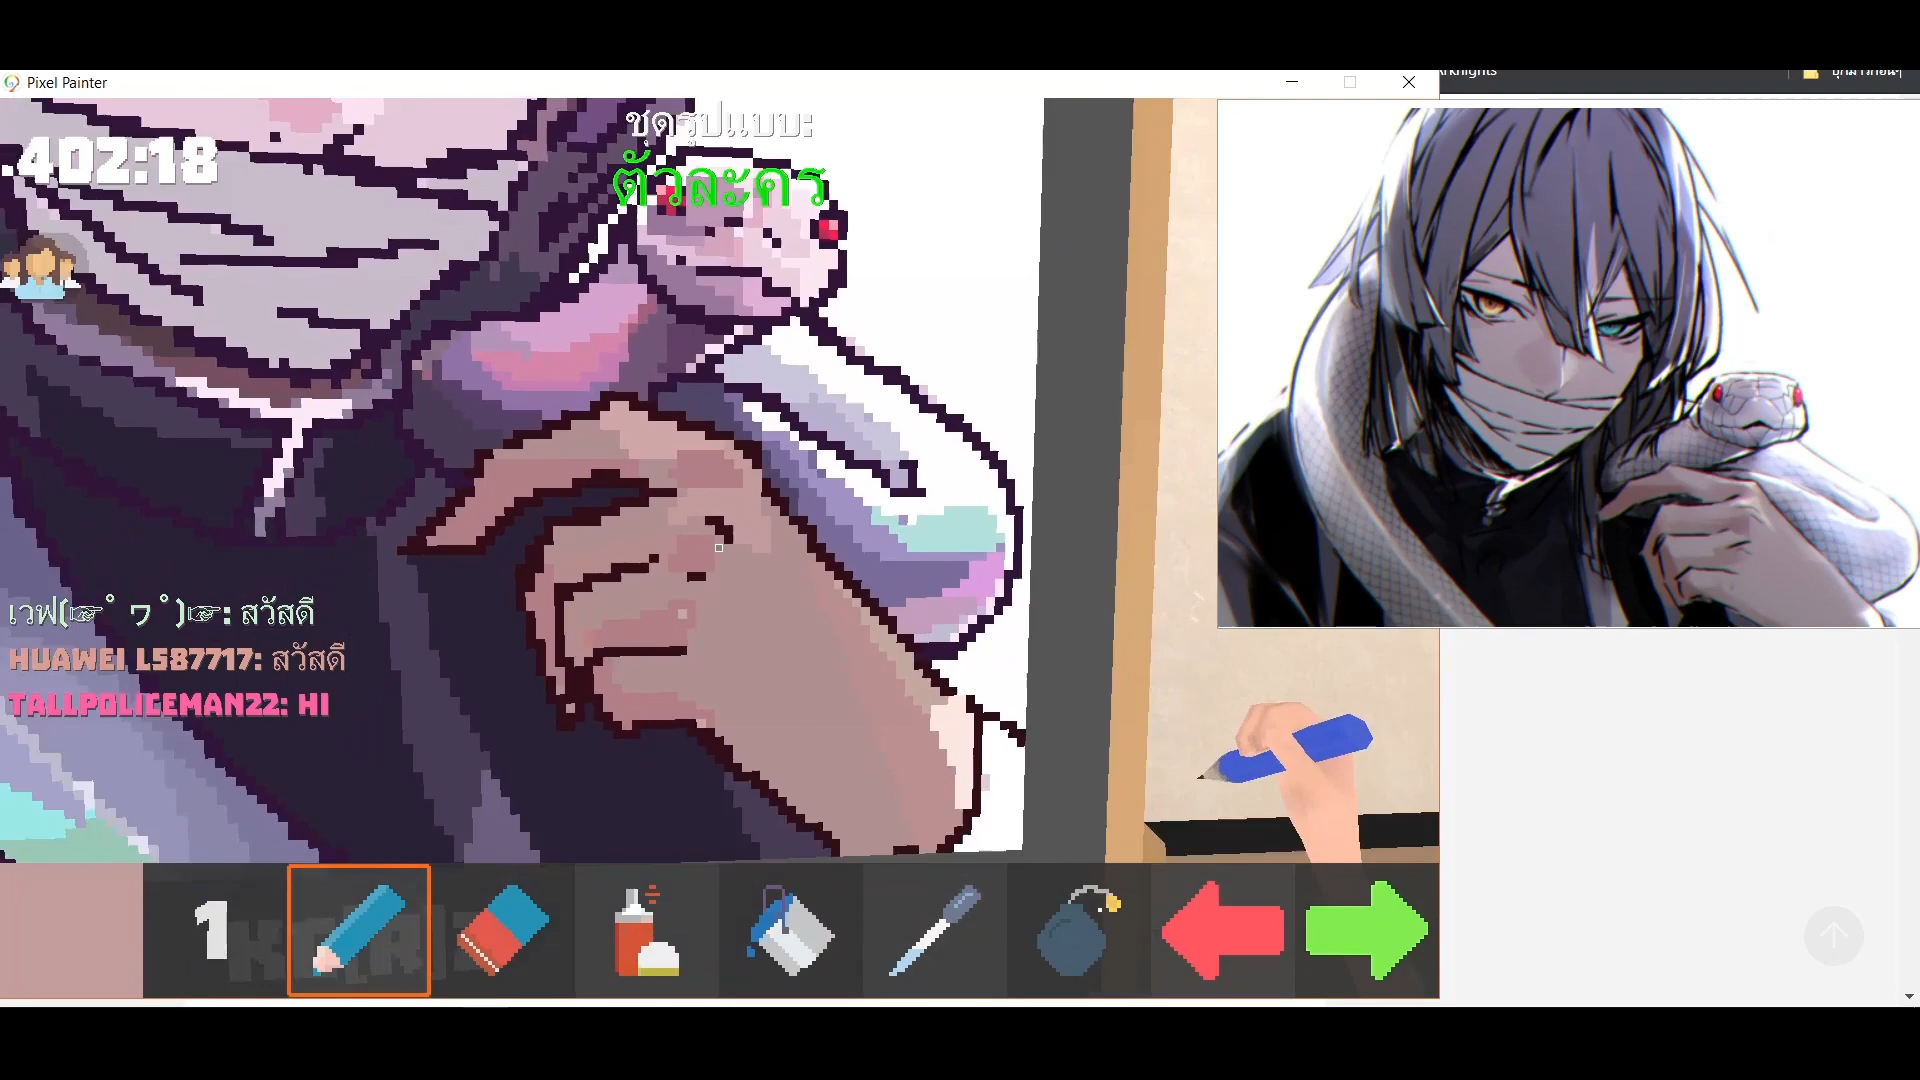 Pixel Painter
Arknights
402:18
ชุดรูปแบบ:
ตัวละคร
เวฟ(☞ﾟヮﾟ)☞: สวัสดี
HUAWEI L587717: สวัสดี
TALLPOLICEMAN22: HI
1